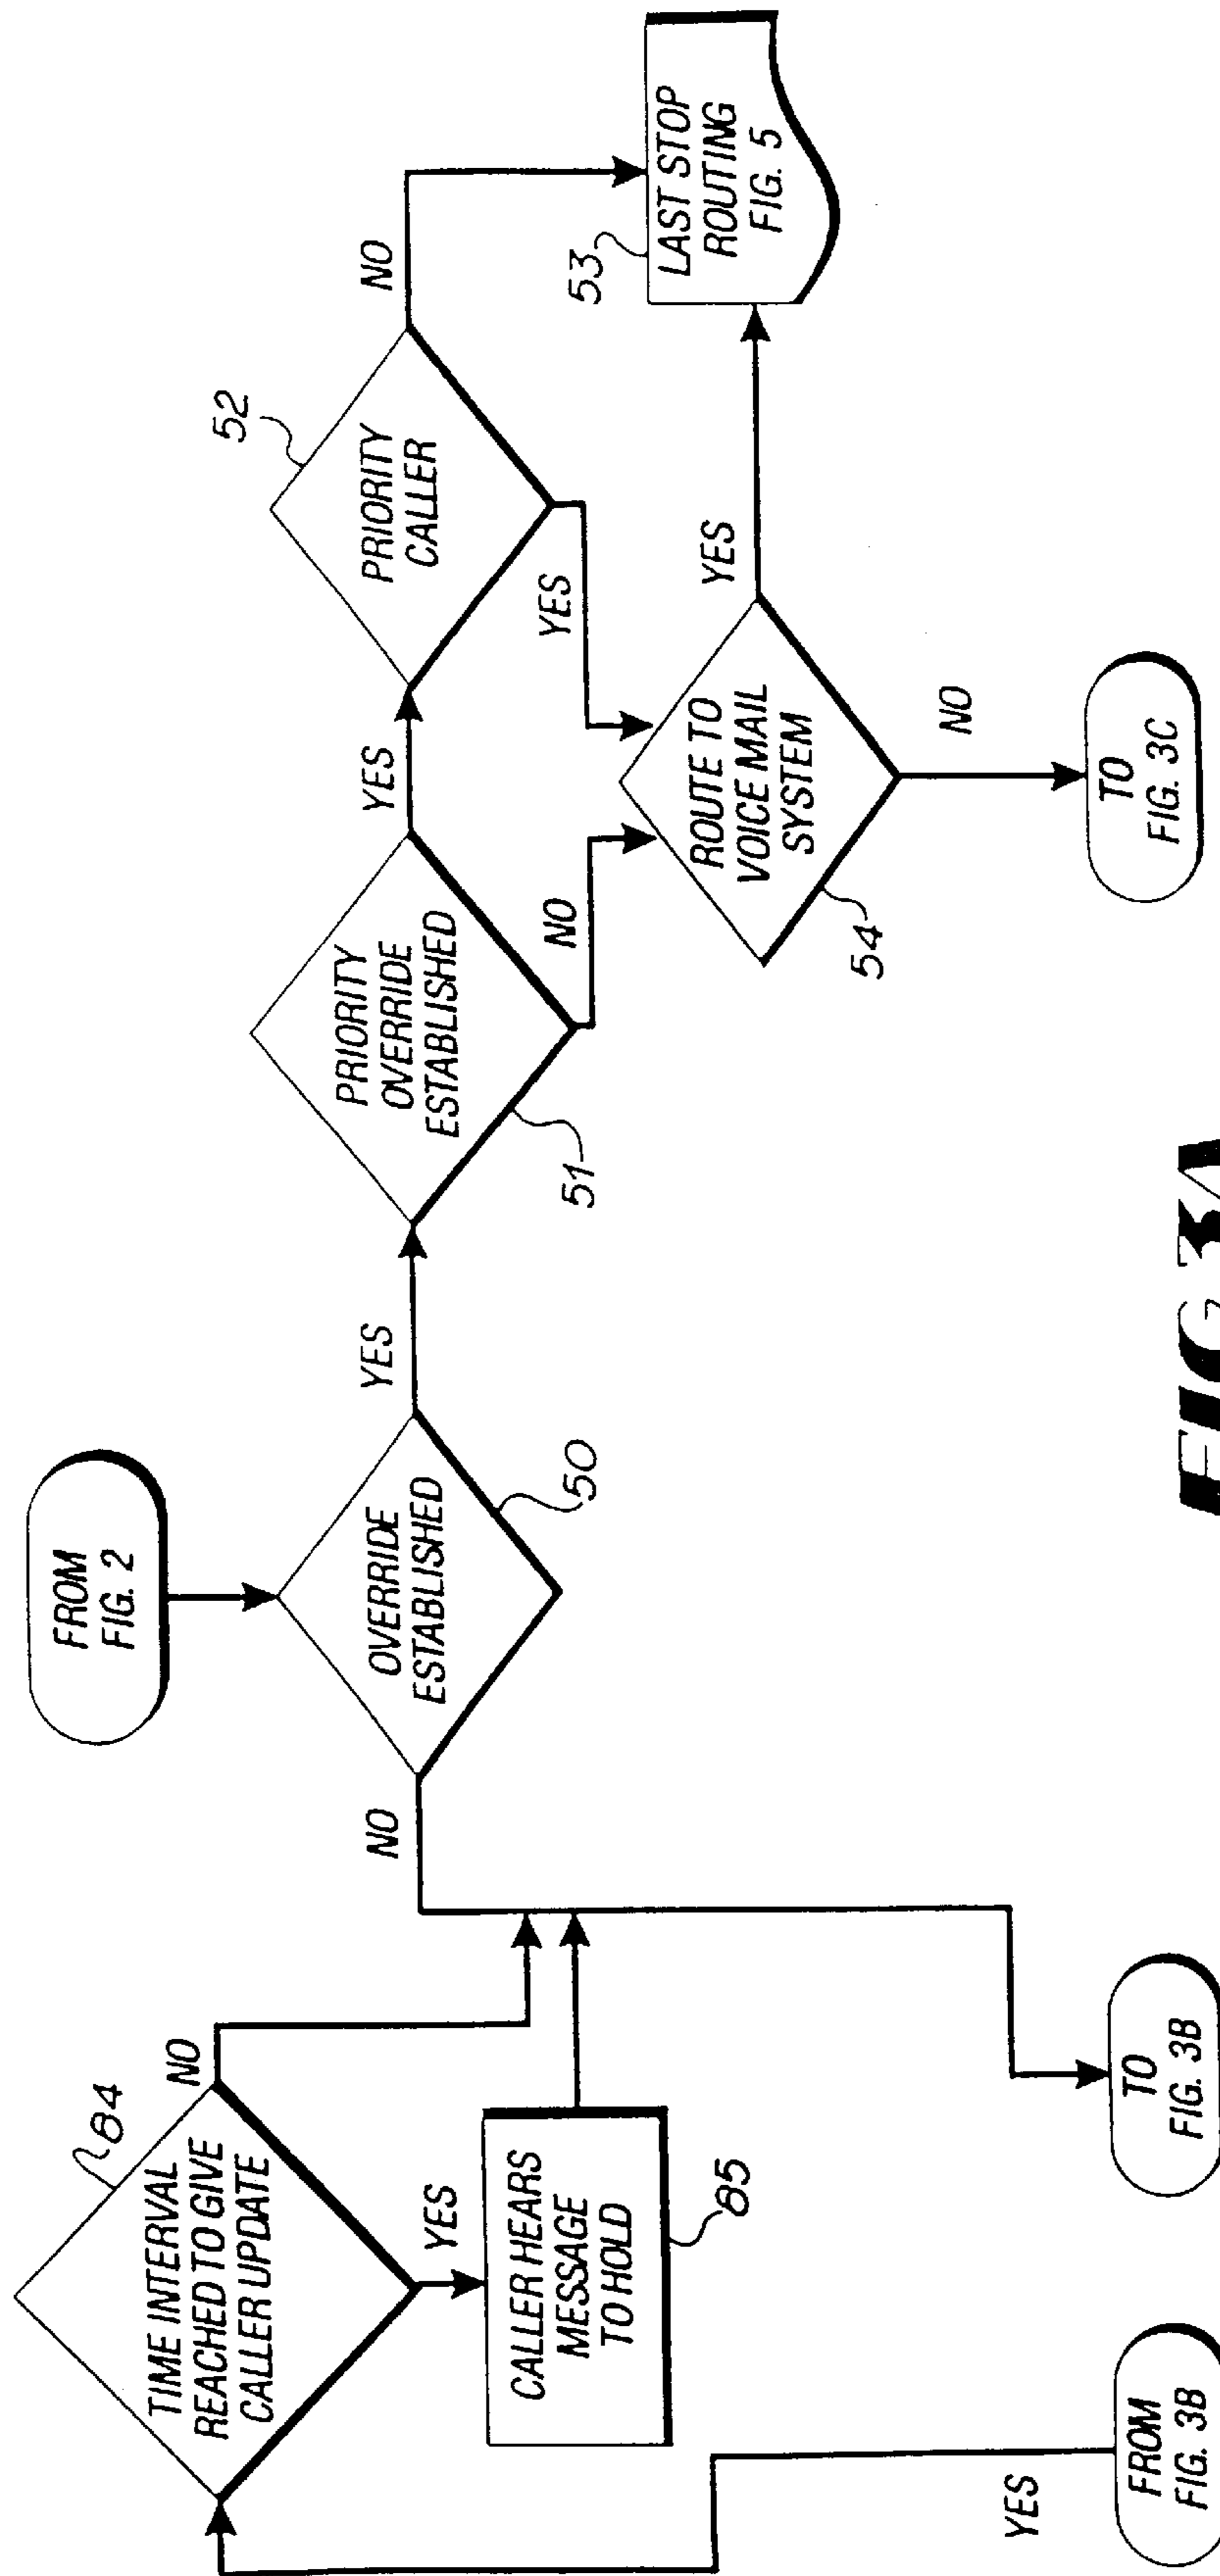 FROM
FIG. 2
TIME INTERVAL
REACHED TO GIVE
CALLER UPDATE
84
NO
YES
CALLER HEARS
MESSAGE
TO HOLD
85
FROM
FIG. 3B
YES
OVERRIDE
ESTABLISHED
50
NO
YES
TO
FIG. 3B
PRIORITY
OVERRIDE
ESTABLISHED
51
YES
NO
PRIORITY
CALLER
52
NO
YES
ROUTE TO
VOICE MAIL
SYSTEM
54
YES
NO
LAST STOP
ROUTING
FIG. 5
53
TO
FIG. 3C
FIG. 3A